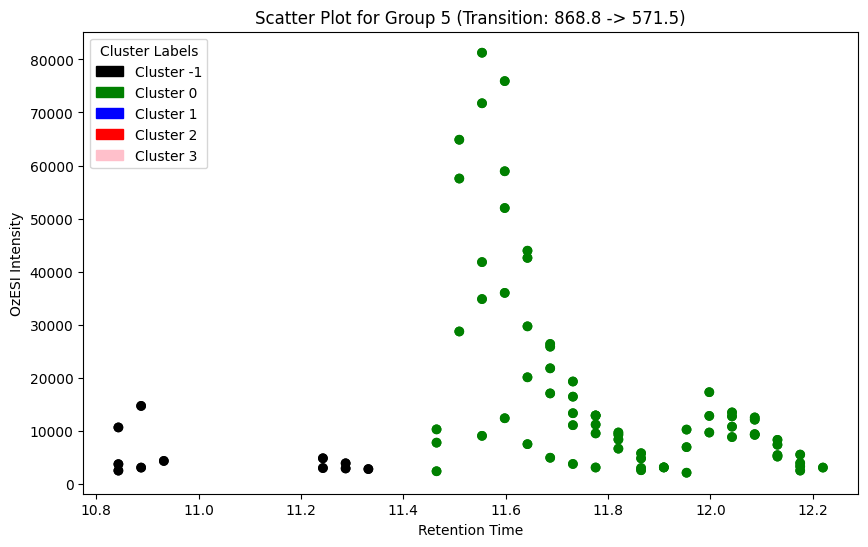 Scatter Plot for Group 5 (Transition: 868.8 -> 571.5)
Cluster Labels
Cluster -1
Cluster 0
Cluster 1
Cluster 2
Cluster 3
OzESI Intensity
80000
70000
60000
50000
40000
30000
20000
10000
0
10.8 11.0 11.2 11.4 11.6 11.8 12.0 12.2
Retention Time